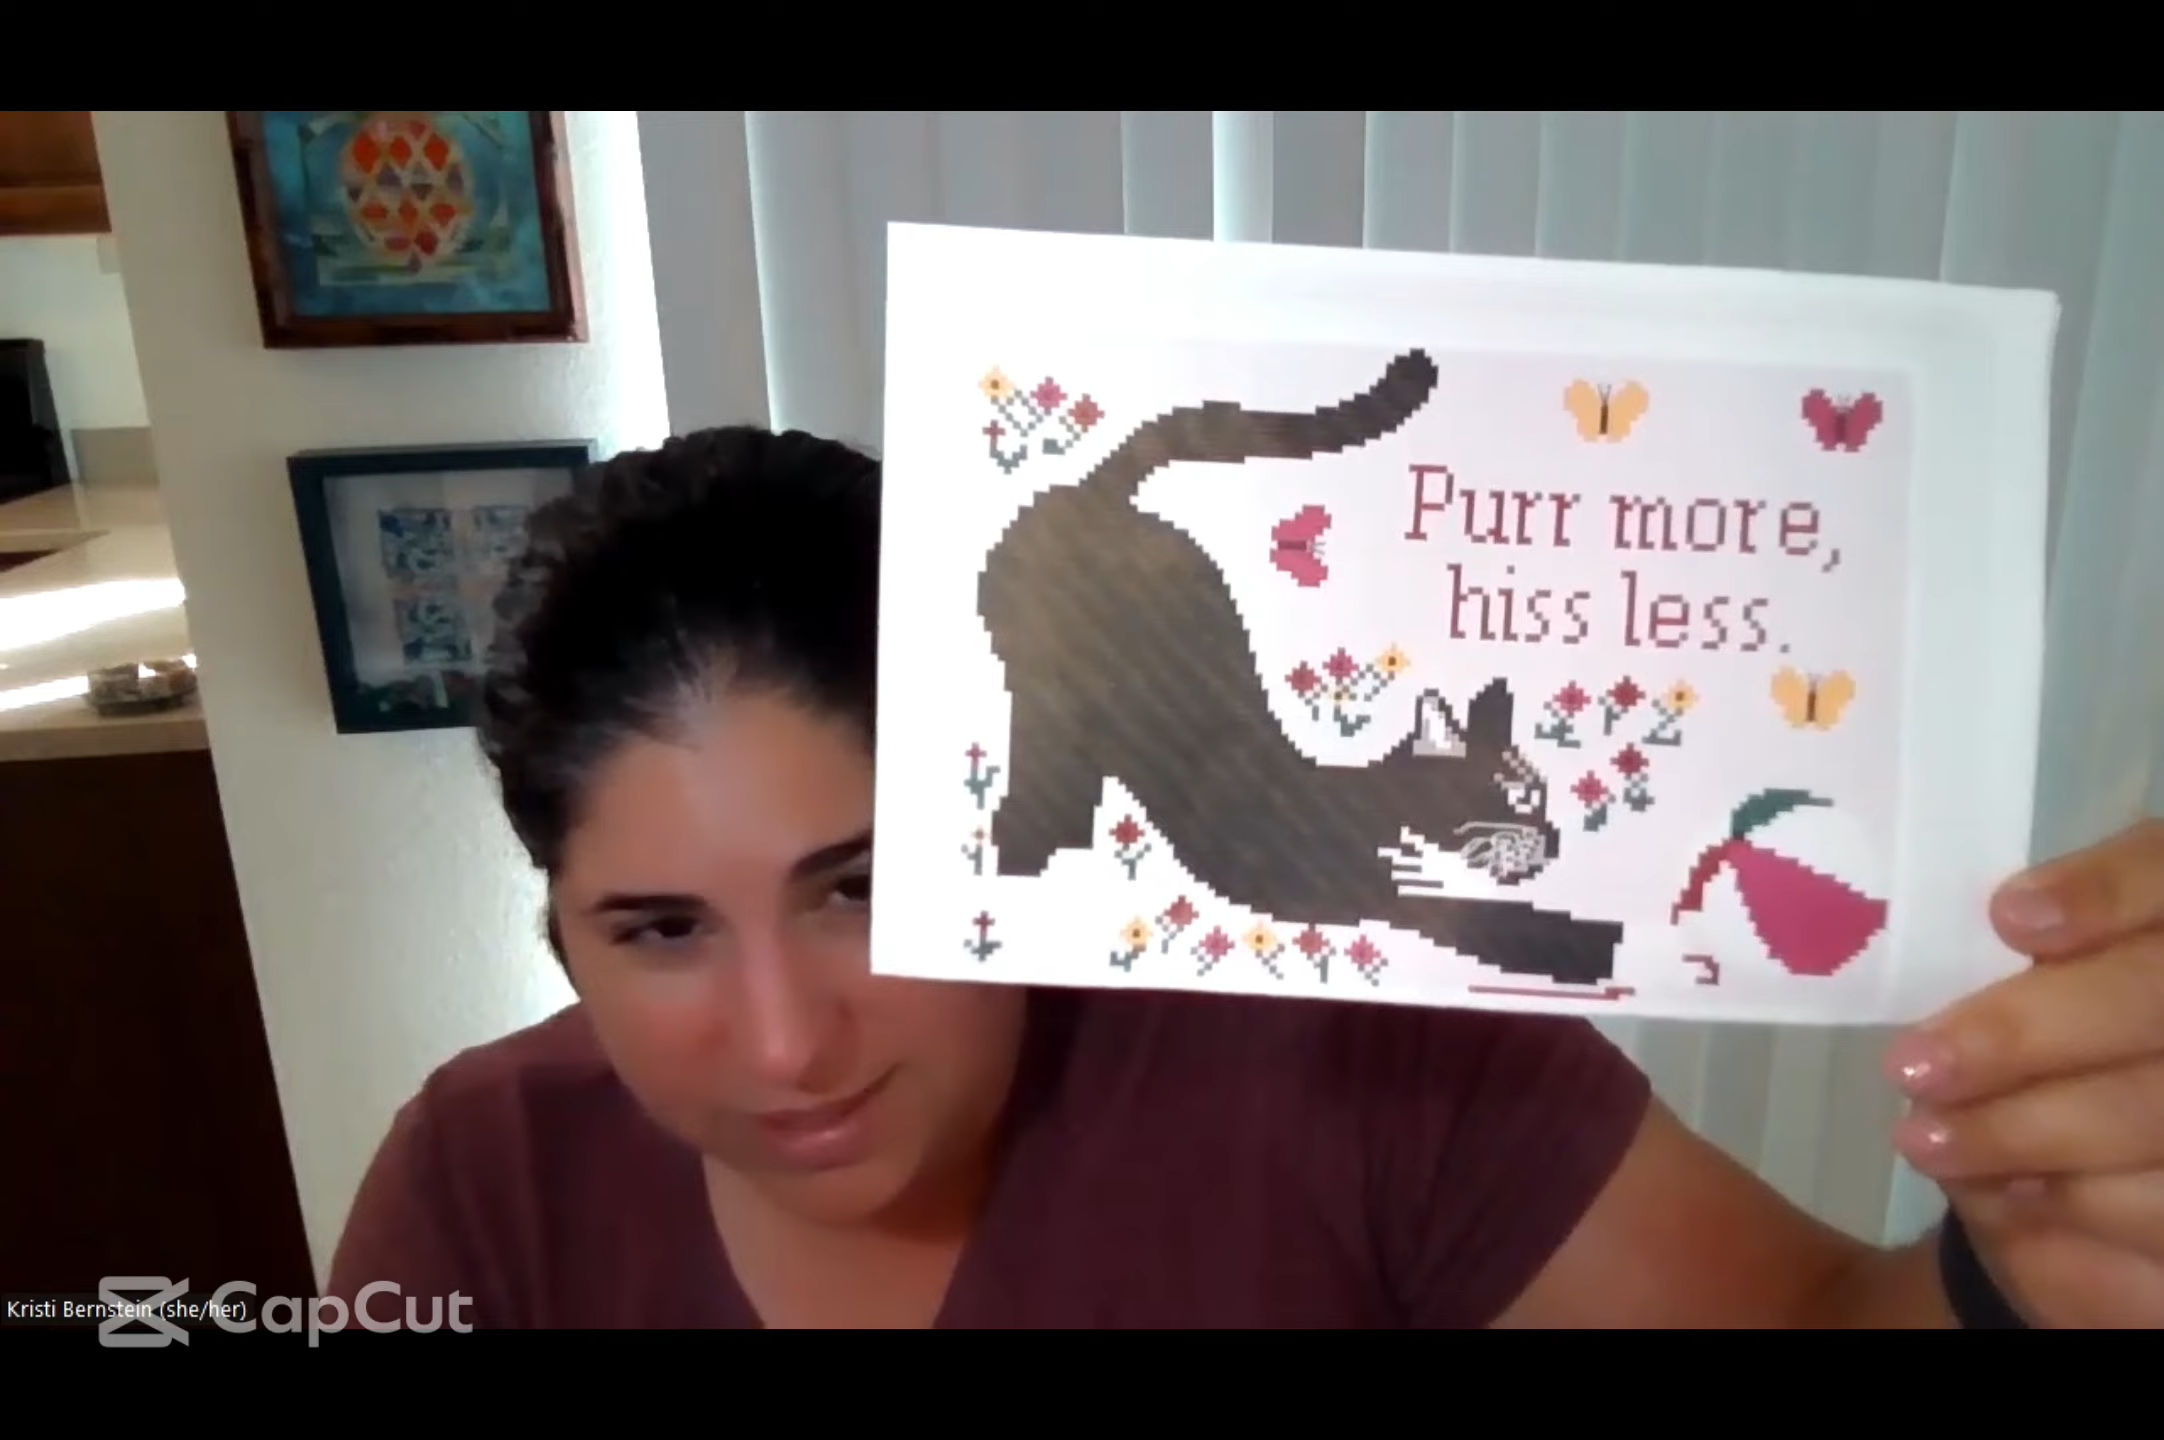 Purr more,
hiss less.
Kristi Bernstein (she/her)
CapCut